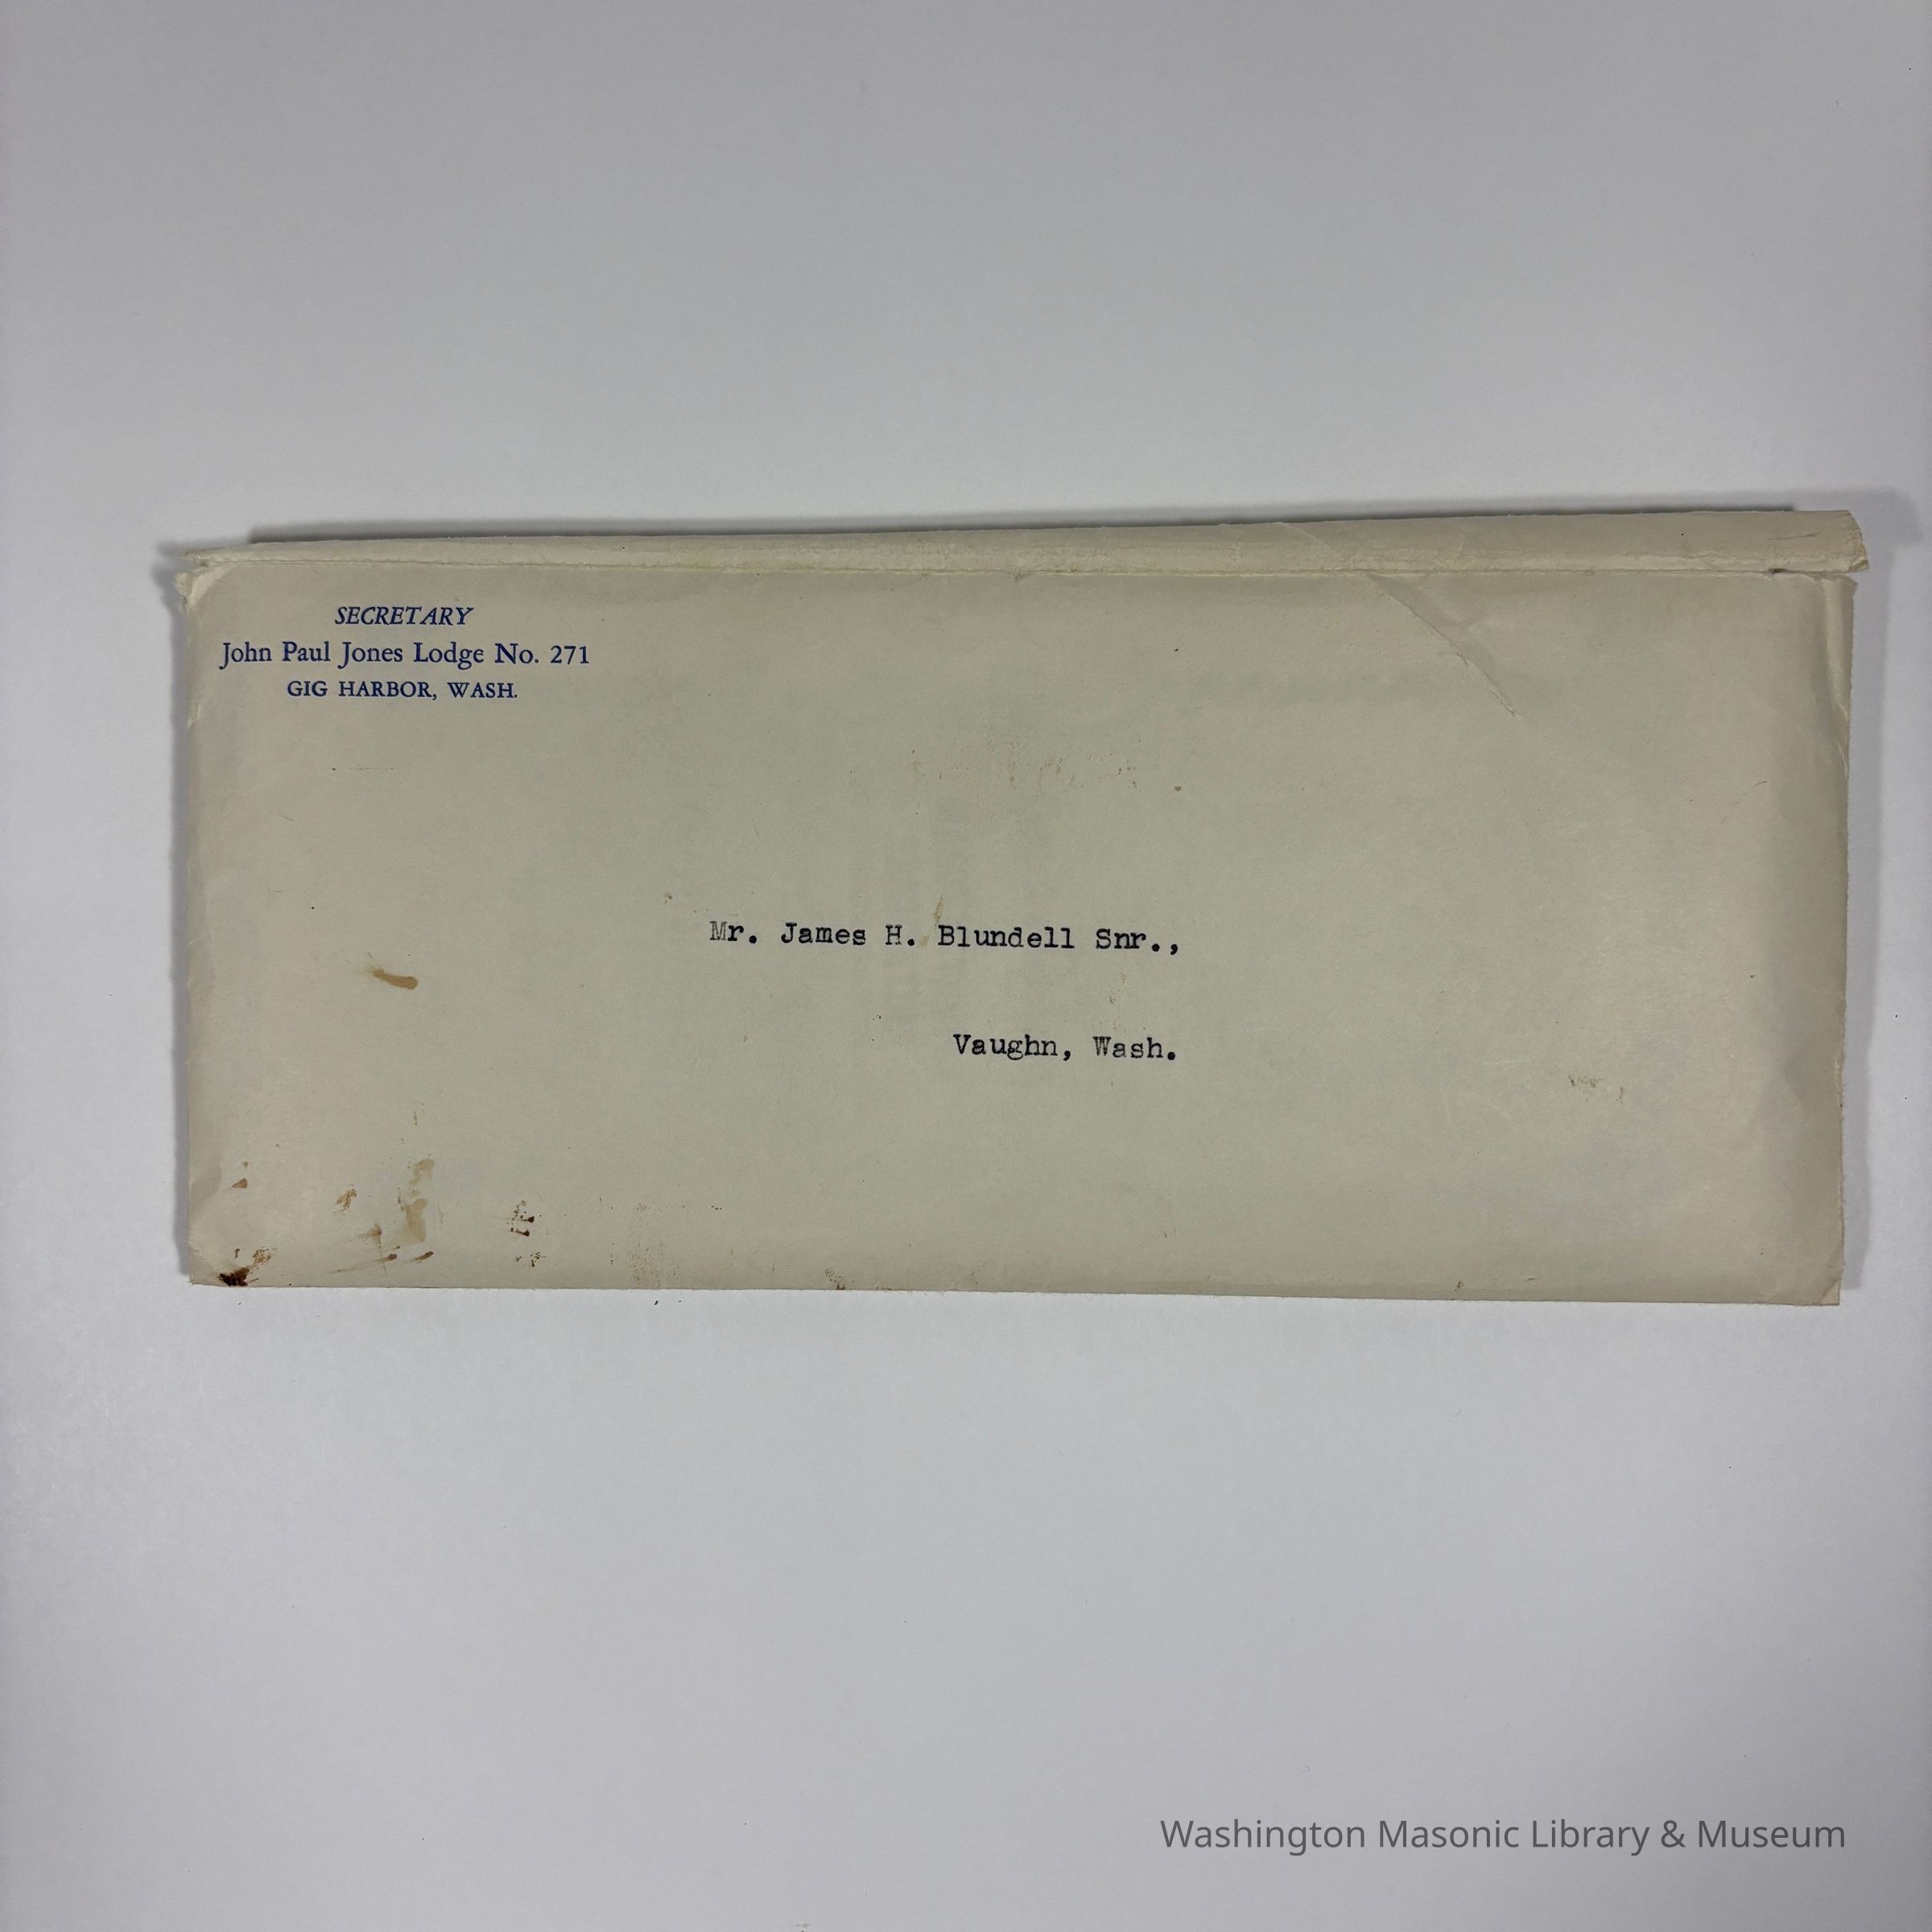 SECRETARY
John Paul Jones Lodge No. 271
GIG HARBOR, WASH.
Mr. James H. Blundell Snr.,
Vaughn, Wash.
Washington Masonic Library & Museum